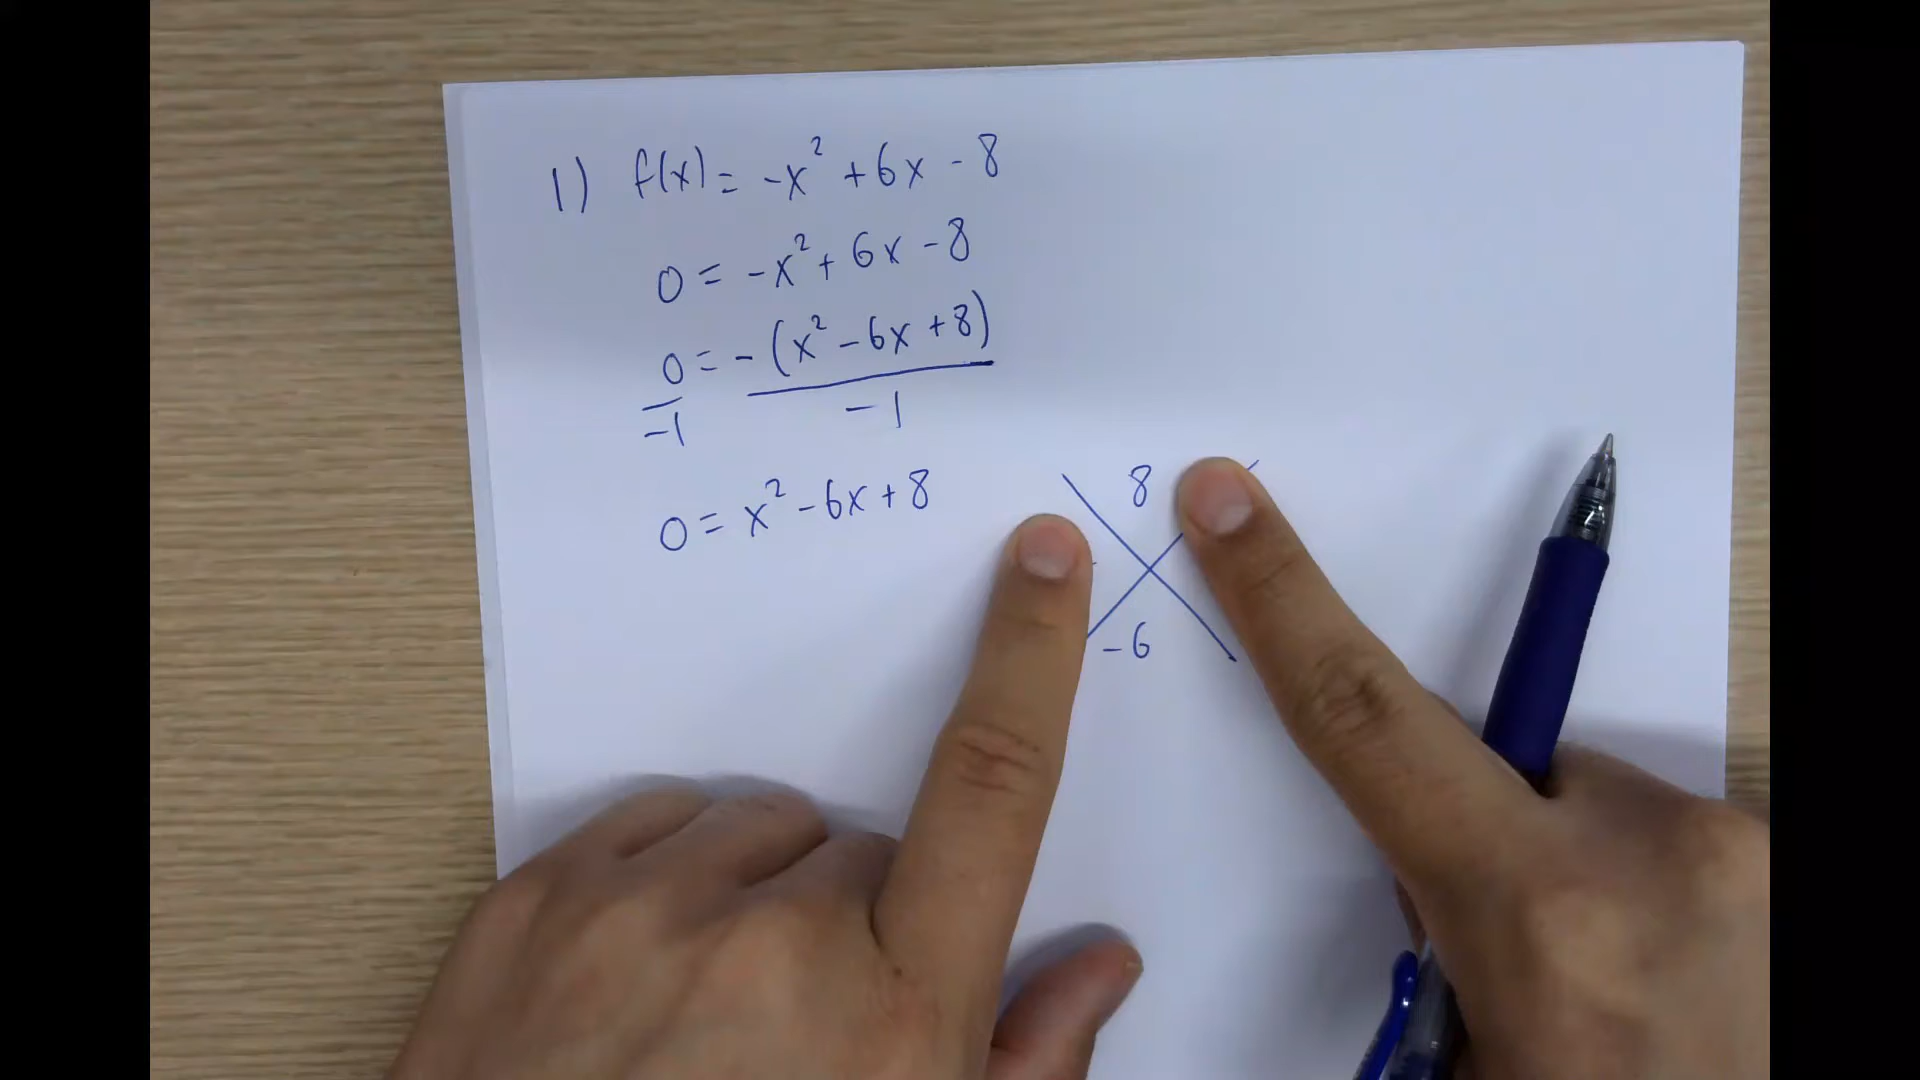 1) f(x) = -x² + 6x - 8
0 = -x² + 6x - 8
0 = -(x² - 6x + 8)
-1 -1
0 = x² - 6x + 8
8
-6